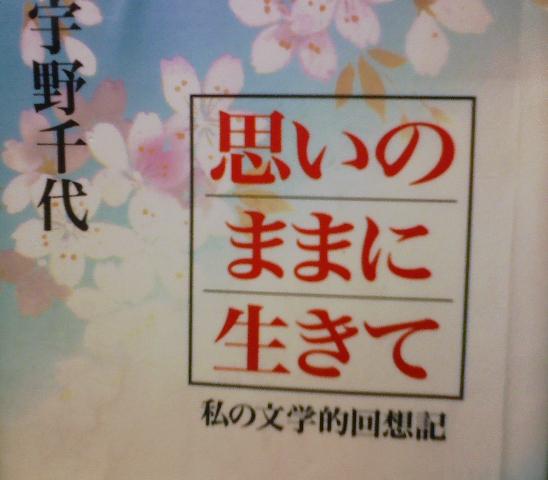 宇野千代
思いの
ままに
生きて
私の文学的回想記